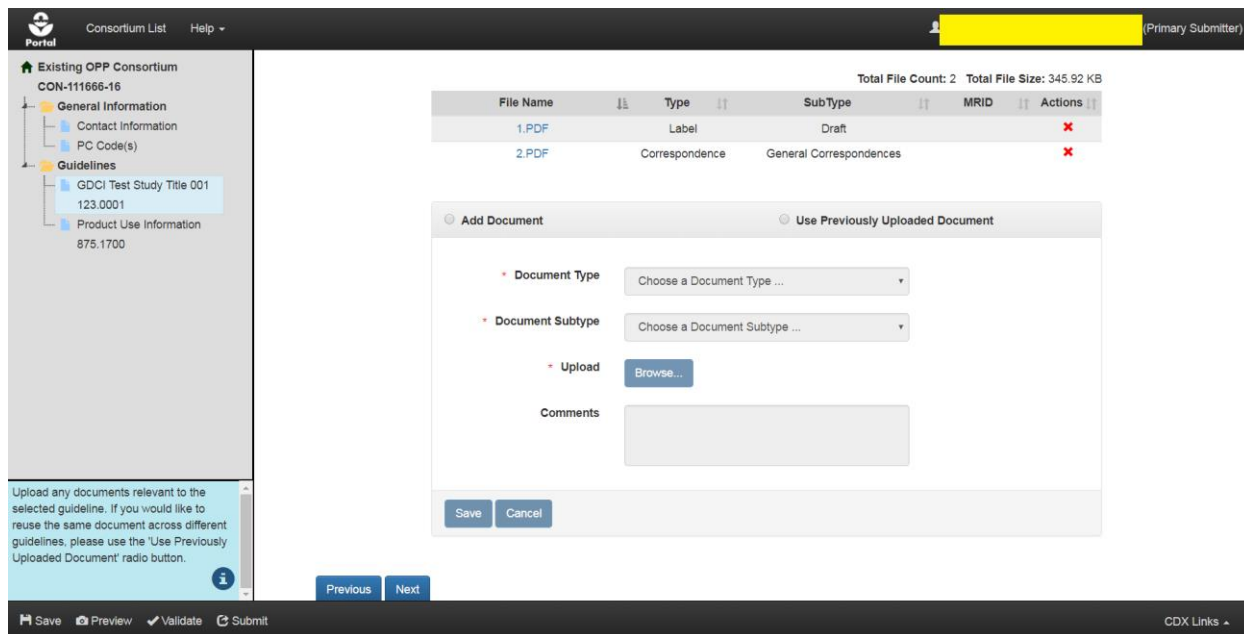 Portal
Consortium List Help
(Primary Submitter)
Existing OPP Consortium
CON-111666-16
General Information
Contact Information
PC Code(s)
Guidelines
GDCI Test Study Title 001
123.0001
Product Use Information
875.1700
Upload any documents relevant to the
selected guideline. If you would like to
reuse the same document across different
guidelines, please use the 'Use Previously
Uploaded Document' radio button.
Total File Count: 2 Total File Size: 345.92 KB
File Name Type SubType MRID Actions
1.PDF Label Draft
2.PDF Correspondence General Correspondences
Add Document Use Previously Uploaded Document
* Document Type Choose a Document Type ...
* Document Subtype Choose a Document Subtype ...
* Upload Browse...
Comments
Save Cancel
Previous Next
Save Preview Validate Submit CDX Links